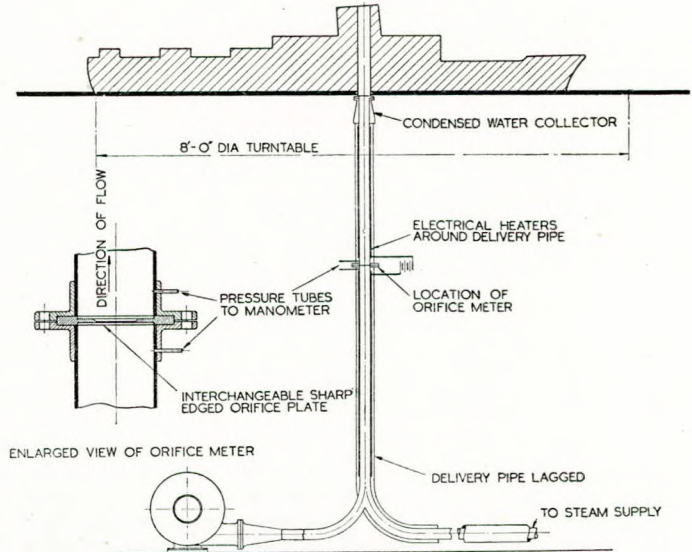 CONDENSED WATER COLLECTOR
8'-0" DIA TURNTABLE
DIRECTION OF FLOW
ELECTRICAL HEATERS
AROUND DELIVERY PIPE
PRESSURE TUBES
TO MANOMETER
LOCATION OF
ORIFICE METER
INTERCHANGEABLE SHARP
EDGED ORIFICE PLATE
ENLARGED VIEW OF ORIFICE METER
DELIVERY PIPE LAGGED
TO STEAM SUPPLY